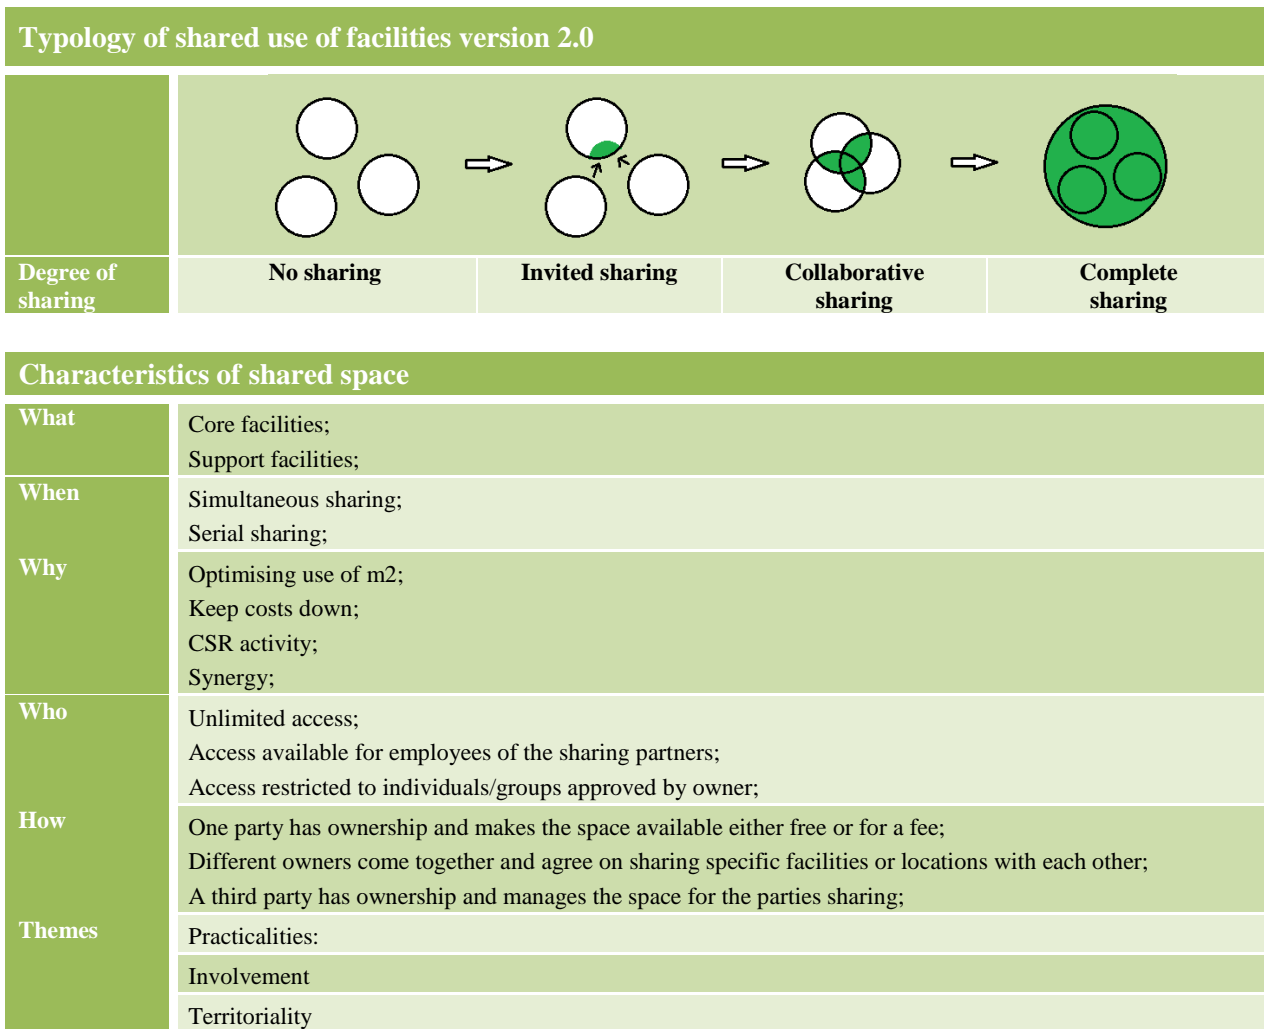 Typology of shared use of facilities version 2.0
Degree of sharing
No sharing
Invited sharing
Collaborative sharing
Complete sharing
Characteristics of shared space
What
Core facilities;
Support facilities;
When
Simultaneous sharing;
Serial sharing;
Why
Optimising use of m2;
Keep costs down;
CSR activity;
Synergy;
Who
Unlimited access;
Access available for employees of the sharing partners;
Access restricted to individuals/groups approved by owner;
How
One party has ownership and makes the space available either free or for a fee;
Different owners come together and agree on sharing specific facilities or locations with each other;
A third party has ownership and manages the space for the parties sharing;
Themes
Practicalities:
Involvement
Territoriality